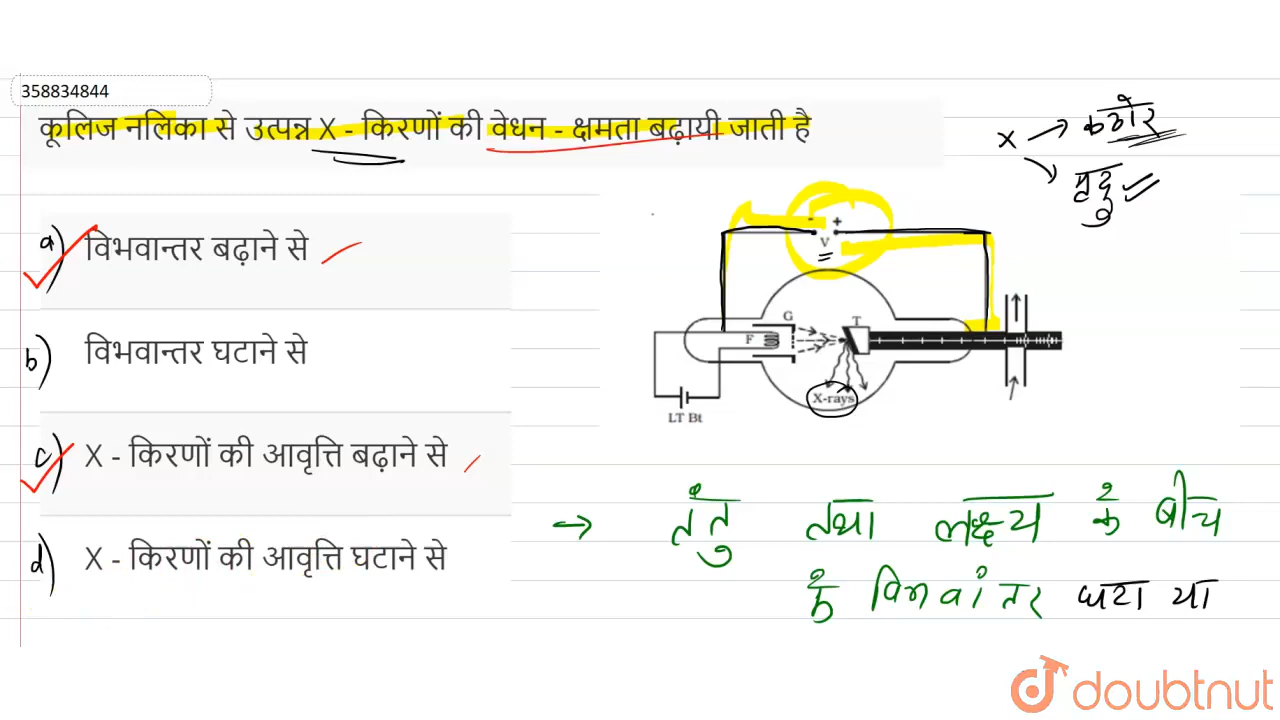 358834844
कूलिज नलिका से उत्पन्न X - किरणों की वेधन - क्षमता बढ़ायी जाती है
X → कठोर
मृदु
a) विभवान्तर बढ़ाने से
b) विभवान्तर घटाने से
c) X - किरणों की आवृत्ति बढ़ाने से
d) X - किरणों की आवृत्ति घटाने से
- +
V
G
T
F
X-rays
LT Bt
→ तंतु तथा लक्ष्य के बीच
के विभवांतर घटा या
doubtnut